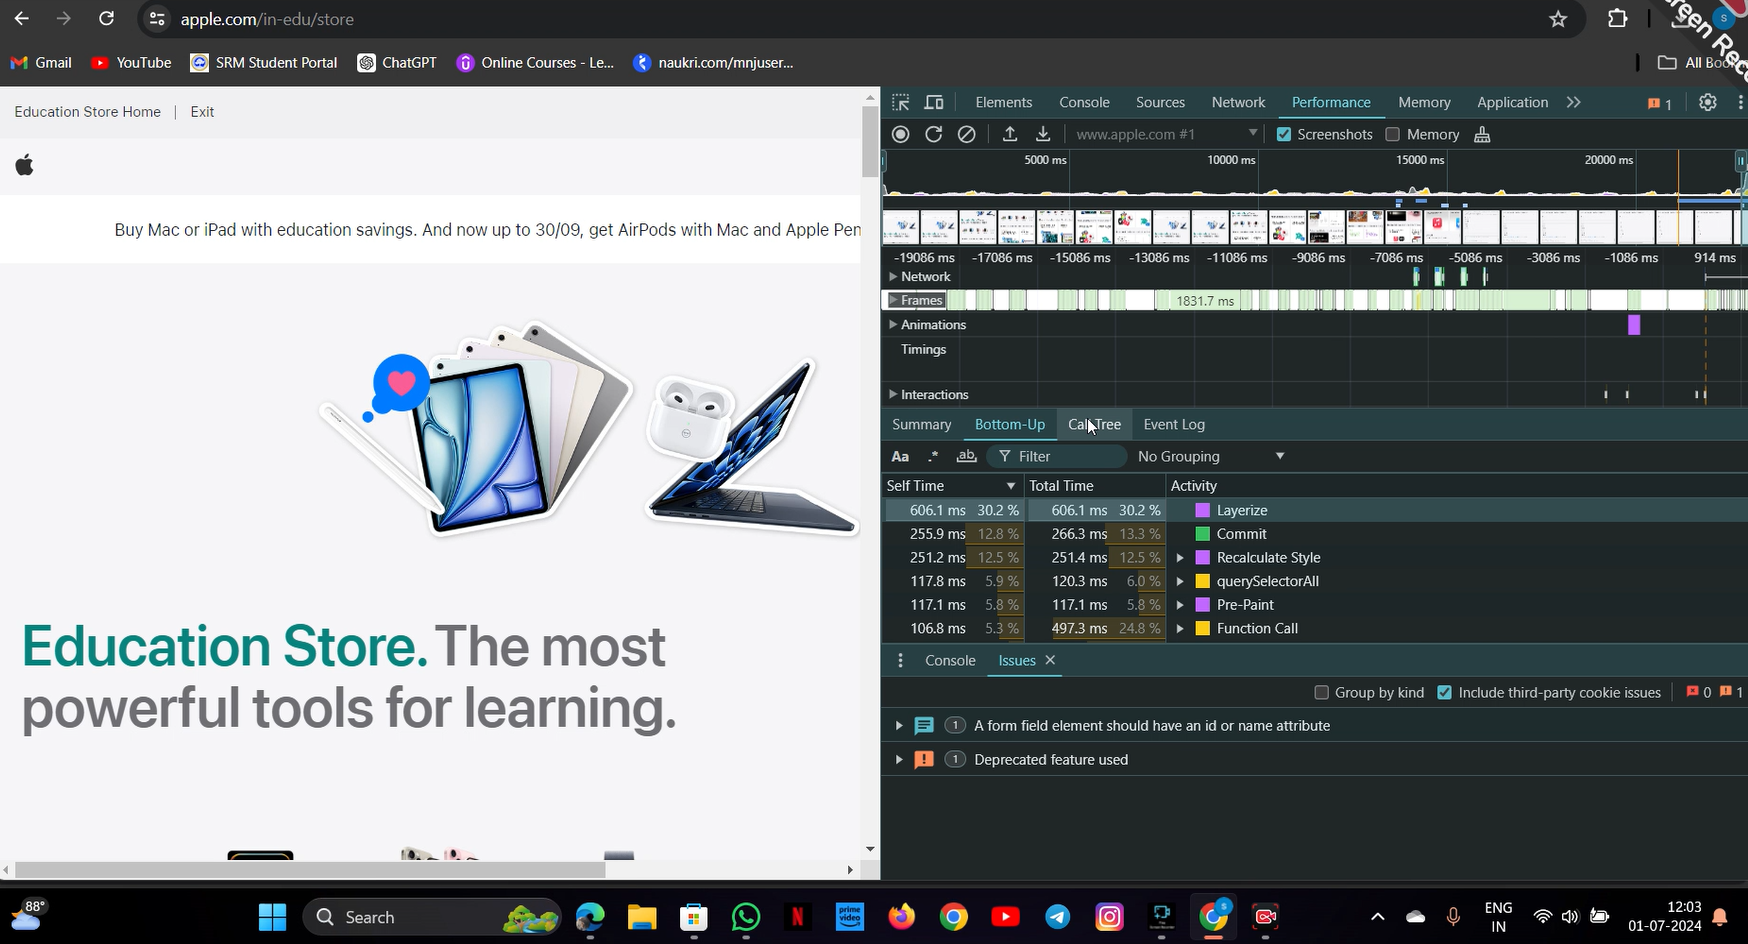 apple.com/in-edu/store
Gmail YouTube SRM Student Portal ChatGPT Online Courses - Le... naukri.com/mnjuser...
Education Store Home | Exit
Buy Mac or iPad with education savings. And now up to 30/09, get AirPods with Mac and Apple Pen
Education Store. The most
powerful tools for learning.
Elements Console Sources Network Performance Memory Application 1
www.apple.com #1 Screenshots Memory
5000 ms 10000 ms 15000 ms 20000 ms
-19086 ms -17086 ms -15086 ms -13086 ms -11086 ms -9086 ms -7086 ms -5086 ms -3086 ms -1086 ms 914 ms
Network
Frames 1831.7 ms
Animations
Timings
Interactions
Summary Bottom-Up Call Tree Event Log
Aa .* ab Filter No Grouping
Self Time Total Time Activity
606.1 ms 30.2 % 606.1 ms 30.2 % Layerize
255.9 ms 12.8 % 266.3 ms 13.3 % Commit
251.2 ms 12.5 % 251.4 ms 12.5 % Recalculate Style
117.8 ms 5.9 % 120.3 ms 6.0 % querySelectorAll
117.1 ms 5.8 % 117.1 ms 5.8 % Pre-Paint
106.8 ms 5.3 % 497.3 ms 24.8 % Function Call
Console Issues
Group by kind Include third-party cookie issues 0 1
1 A form field element should have an id or name attribute
1 Deprecated feature used
88°
Search
prime video
ENG
IN
12:03
01-07-2024